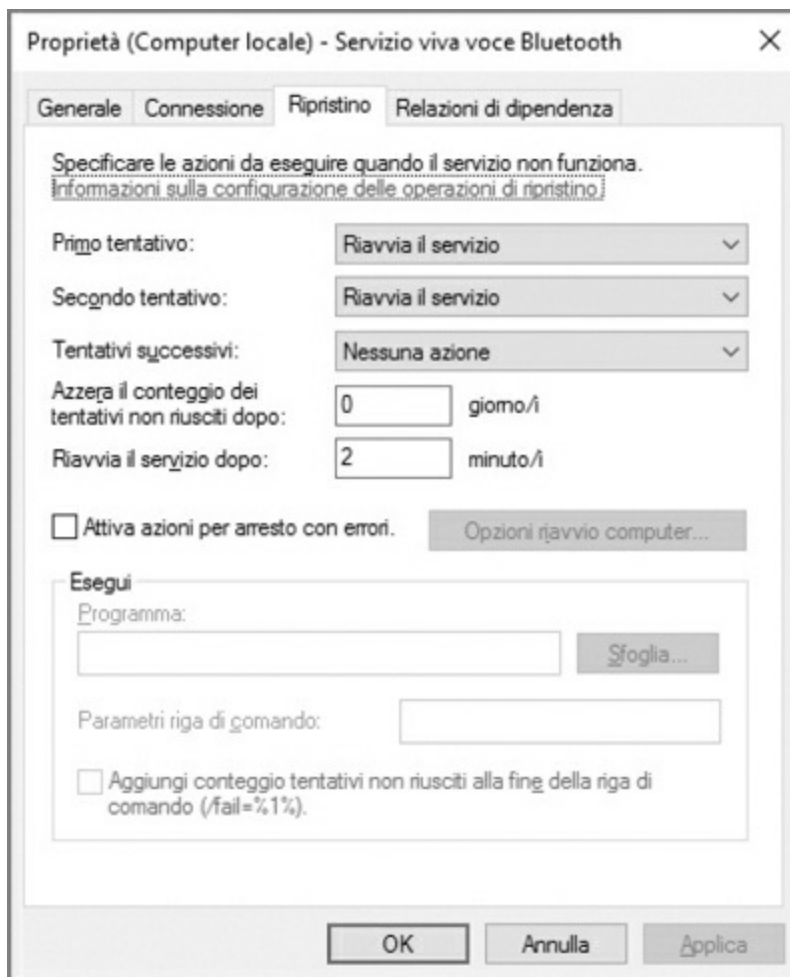 Proprietà (Computer locale) - Servizio viva voce Bluetooth
Generale Connessione Ripristino Relazioni di dipendenza
Specificare le azioni da eseguire quando il servizio non funziona.
Informazioni sulla configurazione delle operazioni di ripristino.
Primo tentativo: Riavvia il servizio
Secondo tentativo: Riavvia il servizio
Tentativi successivi: Nessuna azione
Azzera il conteggio dei
tentativi non riusciti dopo: 0 giorno/i
Riavvia il servizio dopo: 2 minuto/i
Attiva azioni per arresto con errori. Opzioni riavvio computer...
Esegui
Programma:
Sfoglia...
Parametri riga di comando:
Aggiungi conteggio tentativi non riusciti alla fine della riga di
comando (/fail=%1%).
OK Annulla Applica